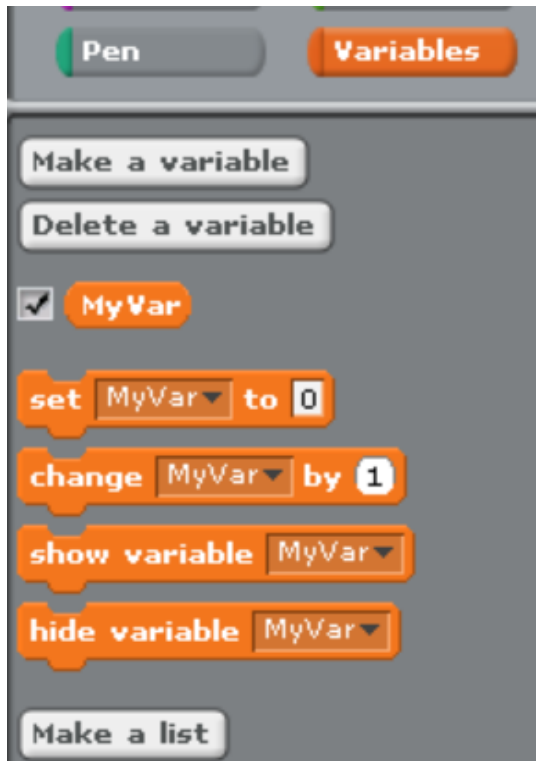 Pen Variables
Make a variable
Delete a variable
MyVar
set MyVar to 0
change MyVar by 1
show variable MyVar
hide variable MyVar
Make a list